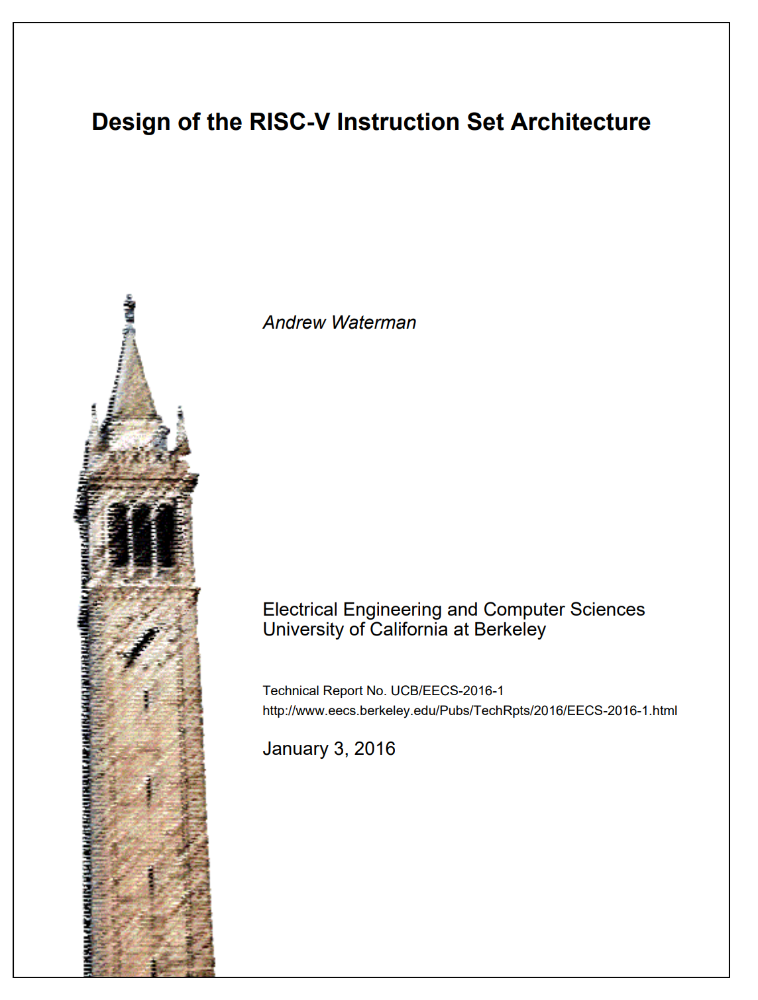 Design of the RISC-V Instruction Set Architecture
Andrew Waterman
Electrical Engineering and Computer Sciences
University of California at Berkeley
Technical Report No. UCB/EECS-2016-1
http://www.eecs.berkeley.edu/Pubs/TechRpts/2016/EECS-2016-1.html
January 3, 2016